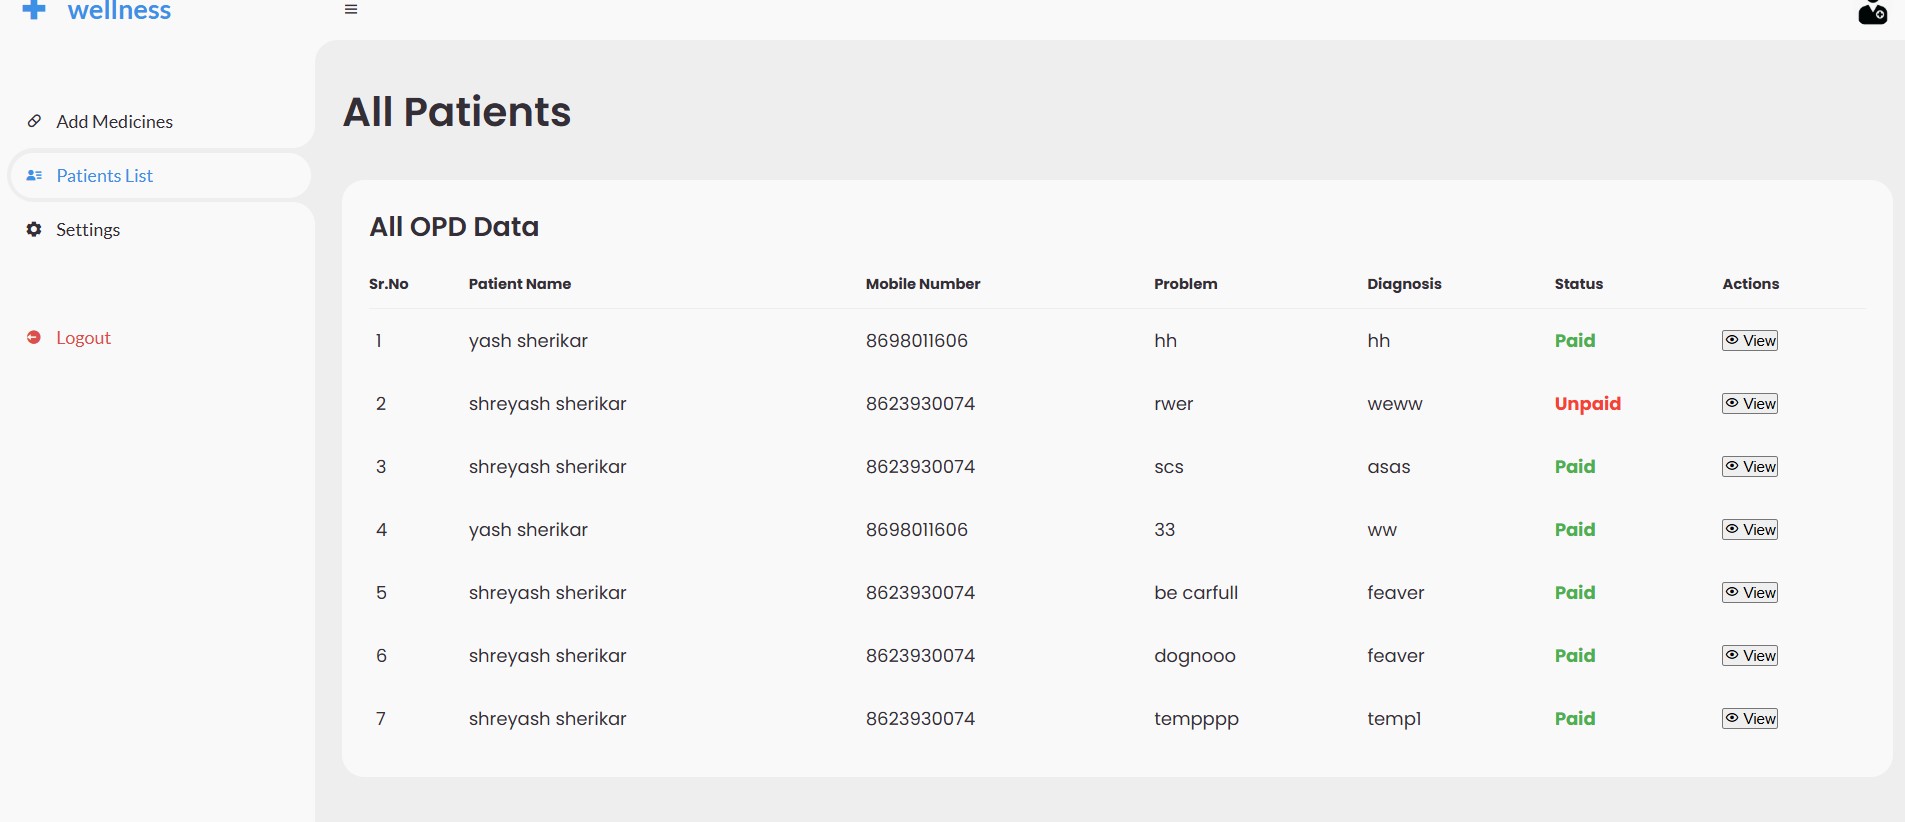 wellness
Add Medicines
Patients List
Settings
Logout
All Patients
All OPD Data
Sr.No Patient Name Mobile Number Problem Diagnosis Status Actions
1 yash sherikar 8698011606 hh hh Paid View
2 shreyash sherikar 8623930074 rwer weww Unpaid View
3 shreyash sherikar 8623930074 scs asas Paid View
4 yash sherikar 8698011606 33 ww Paid View
5 shreyash sherikar 8623930074 be carfull feaver Paid View
6 shreyash sherikar 8623930074 dognooo feaver Paid View
7 shreyash sherikar 8623930074 tempppp temp1 Paid View